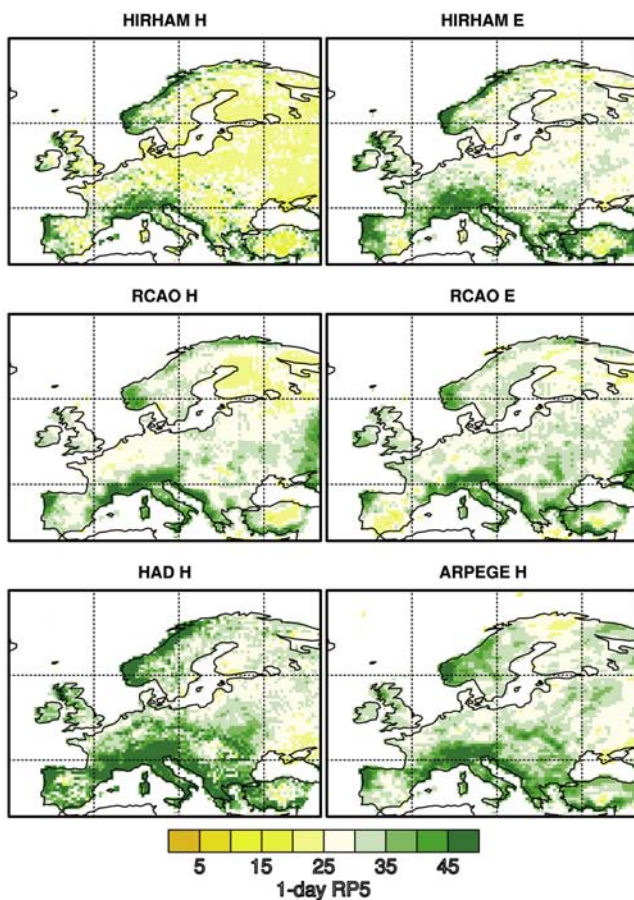 HIRHAM H HIRHAM E
RCAO H RCAO E
HAD H ARPEGE H
5 15 25 35 45
1-day RP5